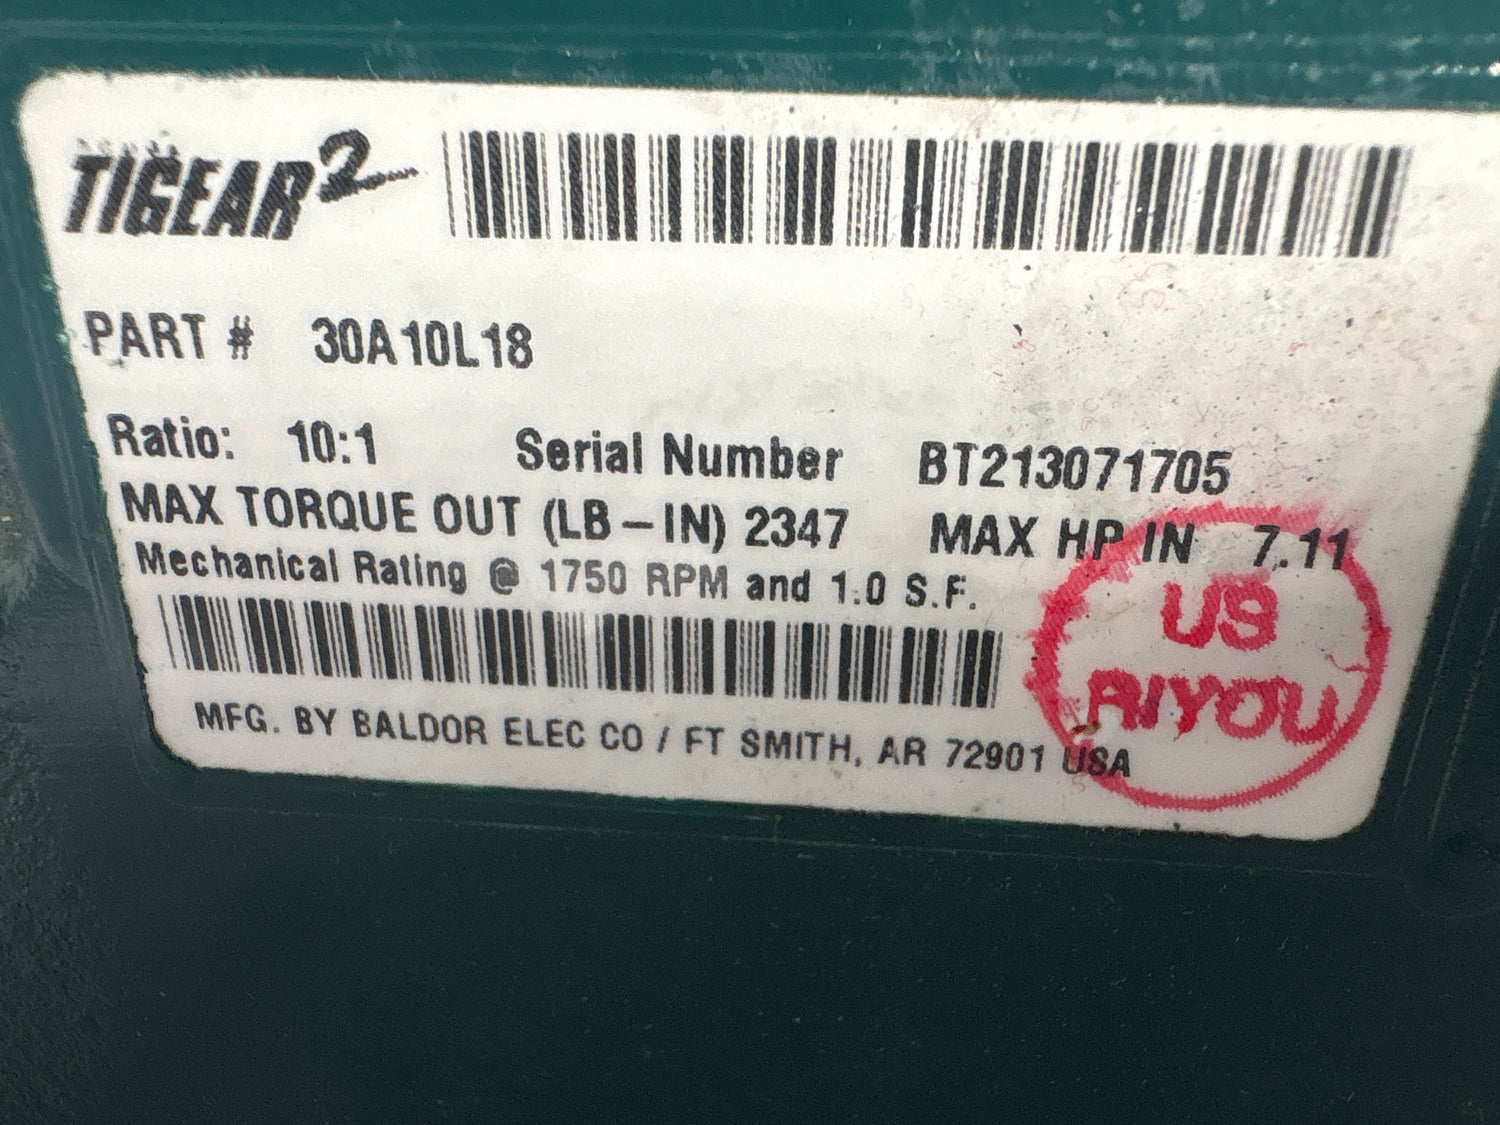 TIGEAR2
PART # 30A10L18
Ratio: 10:1 Serial Number BT213071705
MAX TORQUE OUT (LB-IN) 2347 MAX HP IN 7.11
Mechanical Rating @ 1750 RPM and 1.0 S.F.
MFG. BY BALDOR ELEC CO / FT SMITH, AR 72901 USA
US
RIYOU